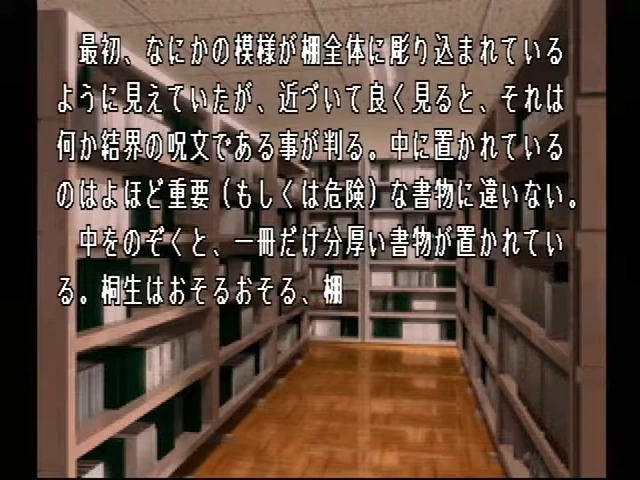 最初、なにかの模様が棚全体に彫り込まれている
ように見えていたが、近づいて良く見ると、それは
何か結界の呪文である事が判る。中に置かれている
のはよほど重要（もしくは危険）な書物に違いない。
　中をのぞくと、一冊だけ分厚い書物が置かれてい
る。桐生はおそるおそる、棚